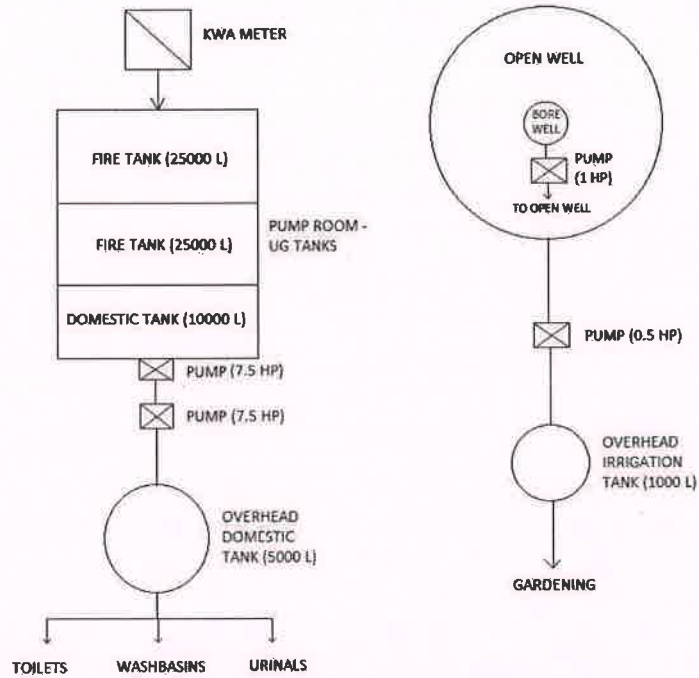 KWA METER
FIRE TANK (25000 L)
FIRE TANK (25000 L)
PUMP ROOM -
UG TANKS
DOMESTIC TANK (10000 L)
PUMP (7.5 HP)
PUMP (7.5 HP)
OVERHEAD
DOMESTIC
TANK (5000 L)
TOILETS
WASHBASINS
URINALS
OPEN WELL
BORE
WELL
PUMP
(1 HP)
TO OPEN WELL
PUMP (0.5 HP)
OVERHEAD
IRRIGATION
TANK (1000 L)
GARDENING